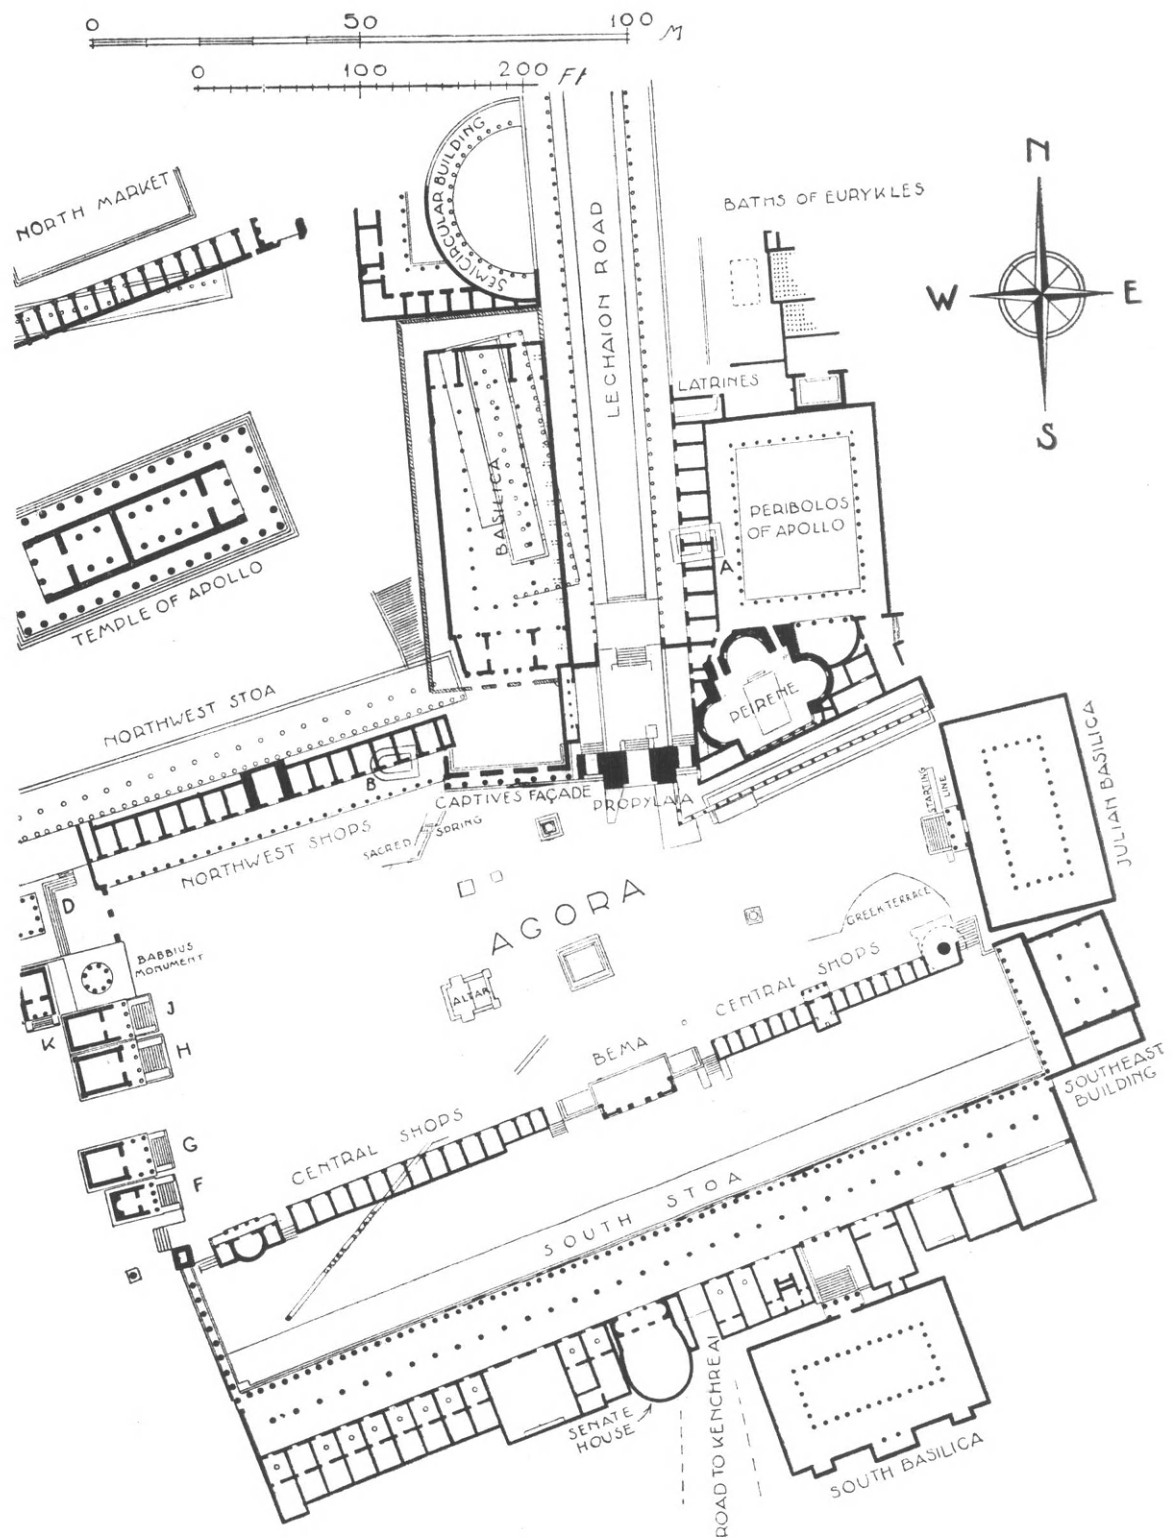 0 50 100 M
0 100 200 Ft
N
W E
S
NORTH MARKET
SEMICIRCULAR BUILDING
LECHAION ROAD
BATHS OF EURYKLES
LATRINES
BASILICA
PERIBOLOS
OF APOLLO
A
TEMPLE OF APOLLO
PEIRENE
NORTHWEST STOA
B
CAPTIVES FAÇADE
PROPYLAIA
STARTING
LINE
JULIAN BASILICA
NORTHWEST SHOPS
SACRED SPRING
D
AGORA
GREEK TERRACE
BABBIUS
MONUMENT
ALTAR
CENTRAL SHOPS
J
K
H
BEMA
SOUTHEAST
BUILDING
G
F
CENTRAL SHOPS
SOUTH STOA
SENATE
HOUSE
ROAD TO KENCHREAI
SOUTH BASILICA